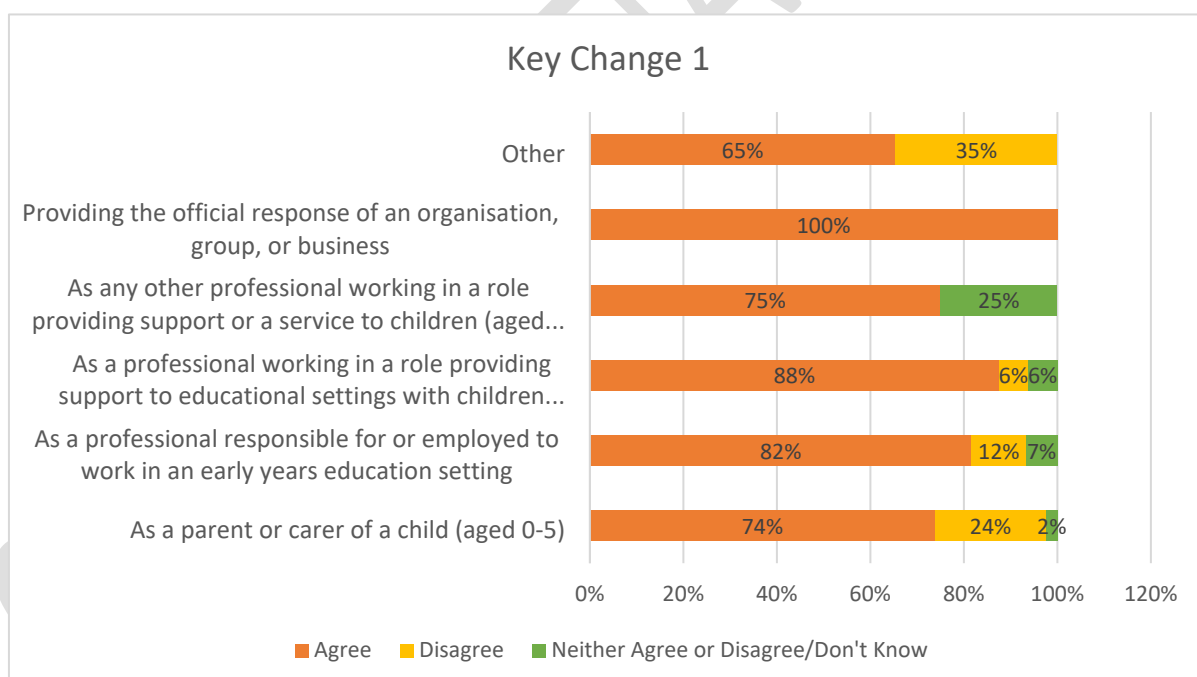 Key Change 1
Other
65% 35%
Providing the official response of an organisation,
group, or business
100%
As any other professional working in a role
providing support or a service to children (aged...
75% 25%
As a professional working in a role providing
support to educational settings with children...
88% 6% 6%
As a professional responsible for or employed to
work in an early years education setting
82% 12% 7%
As a parent or carer of a child (aged 0-5)
74% 24% 2%
0% 20% 40% 60% 80% 100% 120%
Agree Disagree Neither Agree or Disagree/Don't Know